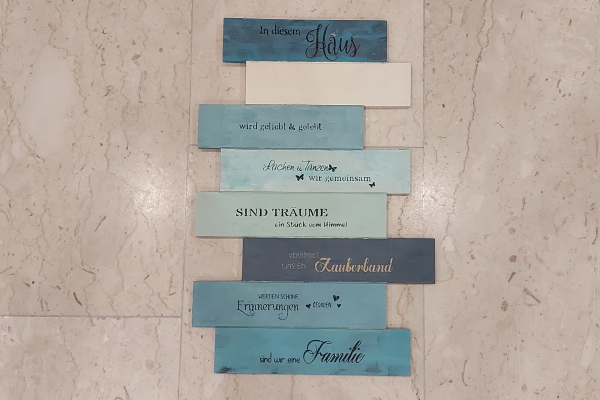 In diesem Haus
wird geliebt & gelebt
Lachen u. Tanzen
wir gemeinsam
SIND TRÄUME
ein Stück vom Himmel
VERBINDET
UNS EIN Zauberband
WERDEN SCHÖNE
Erinnerungen GEBOREN
sind wir eine Familie